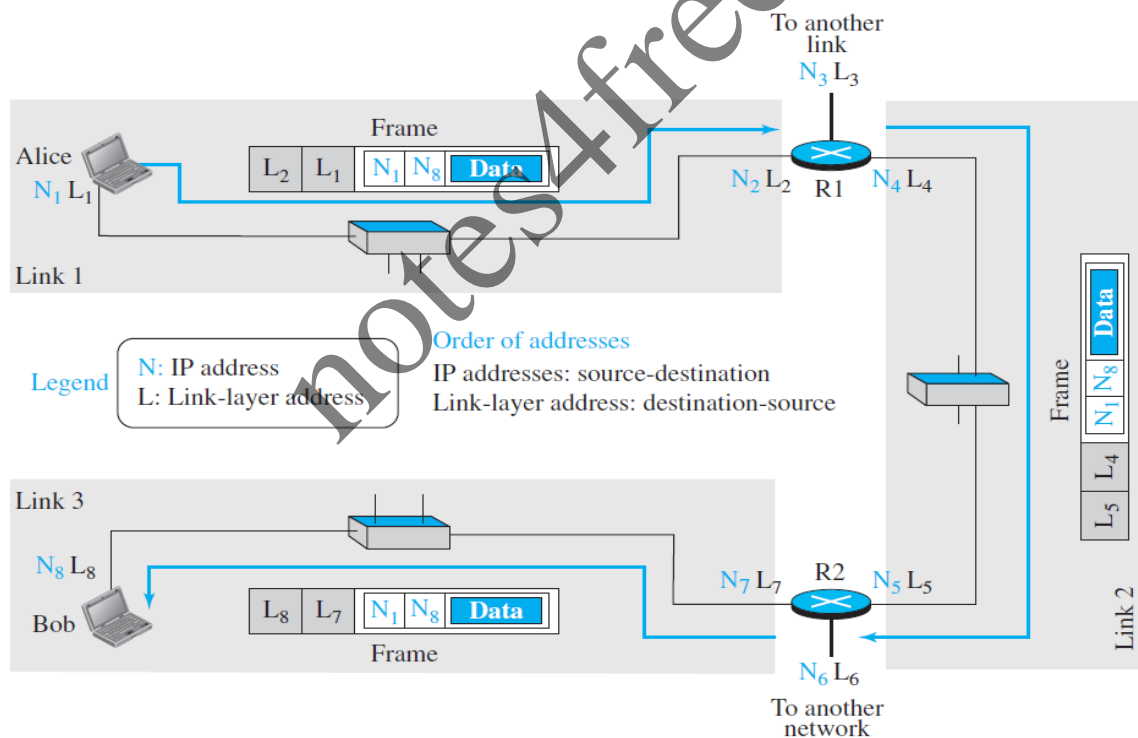 To another
link
N₃ L₃
Frame
Alice
L₂ L₁ N₁ N₈ Data
N₁ L₁
N₂ L₂
R1
N₄ L₄
Link 1
Legend
N: IP address
L: Link-layer address
Order of addresses
IP addresses: source-destination
Link-layer address: destination-source
Frame
L₅ L₄ N₁ N₈ Data
Link 2
Link 3
N₈ L₈
Bob
L₈ L₇ N₁ N₈ Data
Frame
N₇ L₇
R2
N₅ L₅
N₆ L₆
To another
network
notes4free